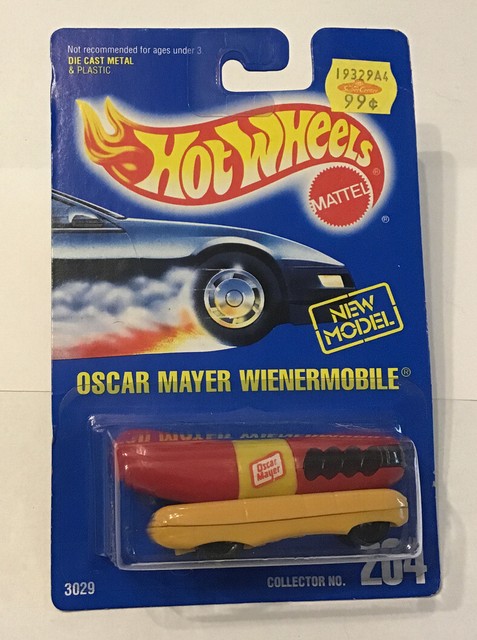 Not recommended for ages under 3
DIE CAST METAL
& PLASTIC
19329A4
99¢
HOT WHEELS®
MATTEL
®
NEW
MODEL
OSCAR MAYER WIENERMOBILE®
Oscar
Mayer
3029
COLLECTOR NO. 204